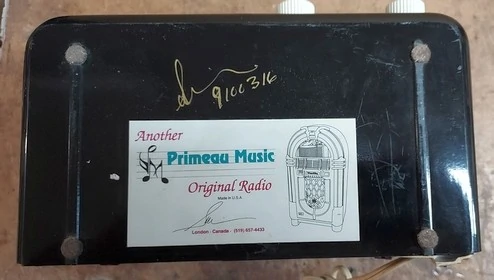 9100316
Another
Primeau Music
Original Radio
Made in U.S.A
London - Canada - (519) 657-4433